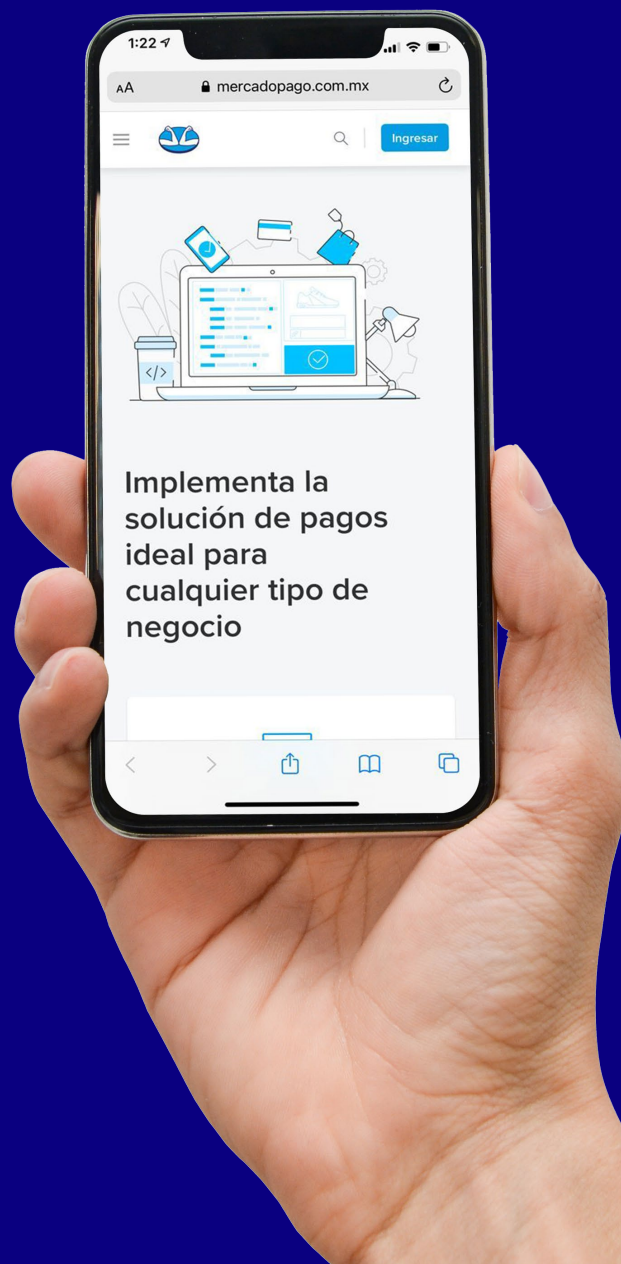 1:22
AA mercadopago.com.mx
Ingresar
</>
Implementa la
solución de pagos
ideal para
cualquier tipo de
negocio